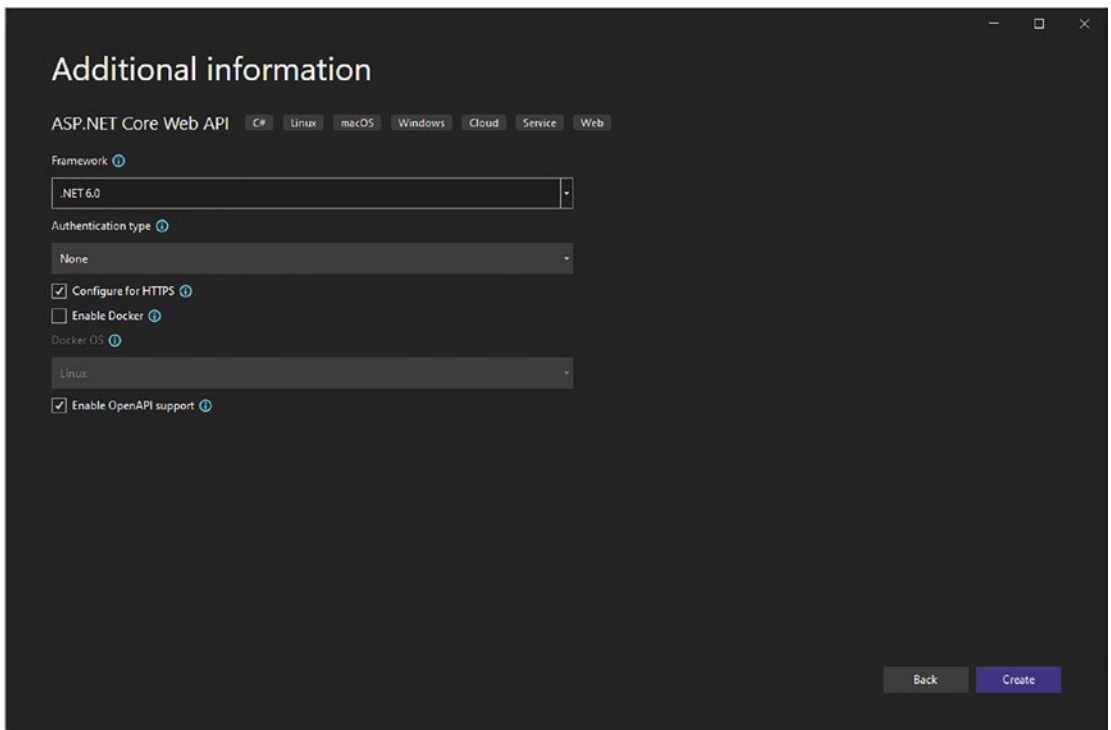 Additional information
ASP.NET Core Web API C# Linux macOS Windows Cloud Service Web
Framework
.NET 6.0
Authentication type
None
Configure for HTTPS
Enable Docker
Docker OS
Linux
Enable OpenAPI support
Back Create